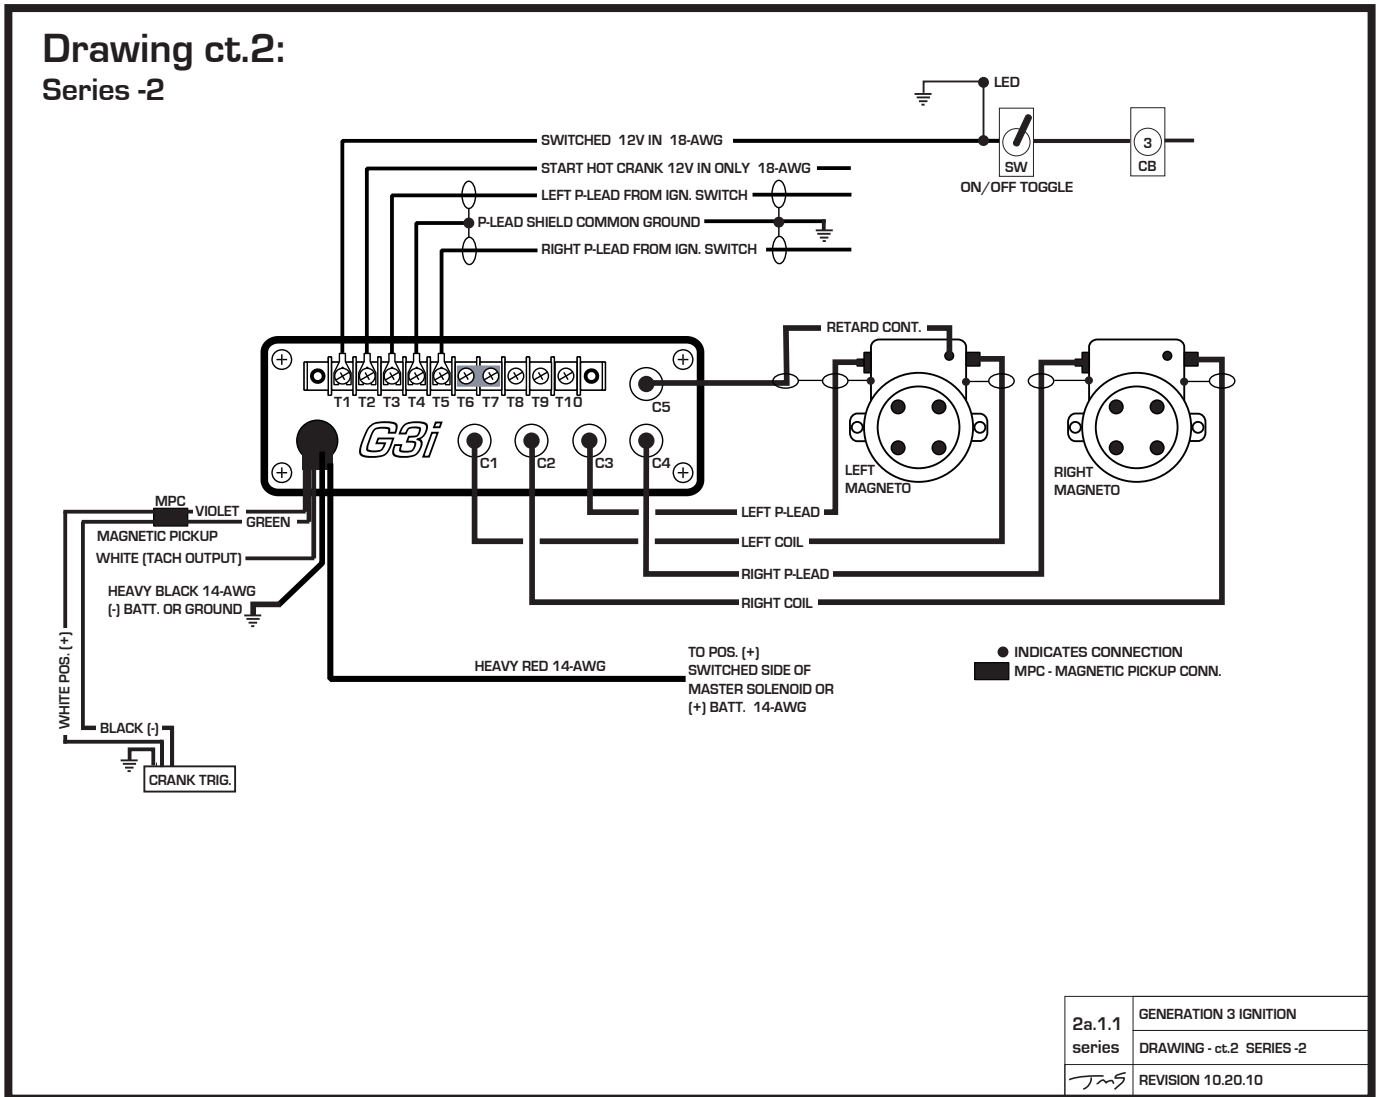 Drawing ct.2:
Series -2
LED
SWITCHED 12V IN 18-AWG
3
SW
CB
START HOT CRANK 12V IN ONLY 18-AWG
ON/OFF TOGGLE
LEFT P-LEAD FROM IGN. SWITCH
P-LEAD SHIELD COMMON GROUND
RIGHT P-LEAD FROM IGN. SWITCH
RETARD CONT.
T1 T2 T3 T4 T5 T6 T7 T8 T9 T10
C5
G3i
C1 C2 C3 C4
LEFT
MAGNETO
RIGHT
MAGNETO
MPC
VIOLET
GREEN
MAGNETIC PICKUP
WHITE (TACH OUTPUT)
HEAVY BLACK 14-AWG
(-) BATT. OR GROUND
LEFT P-LEAD
LEFT COIL
RIGHT P-LEAD
RIGHT COIL
WHITE POS. (+)
HEAVY RED 14-AWG
TO POS. (+)
SWITCHED SIDE OF
MASTER SOLENOID OR
(+) BATT. 14-AWG
INDICATES CONNECTION
MPC - MAGNETIC PICKUP CONN.
BLACK (-)
CRANK TRIG.
2a.1.1
series
GENERATION 3 IGNITION
DRAWING - ct.2 SERIES -2
JMS
REVISION 10.20.10